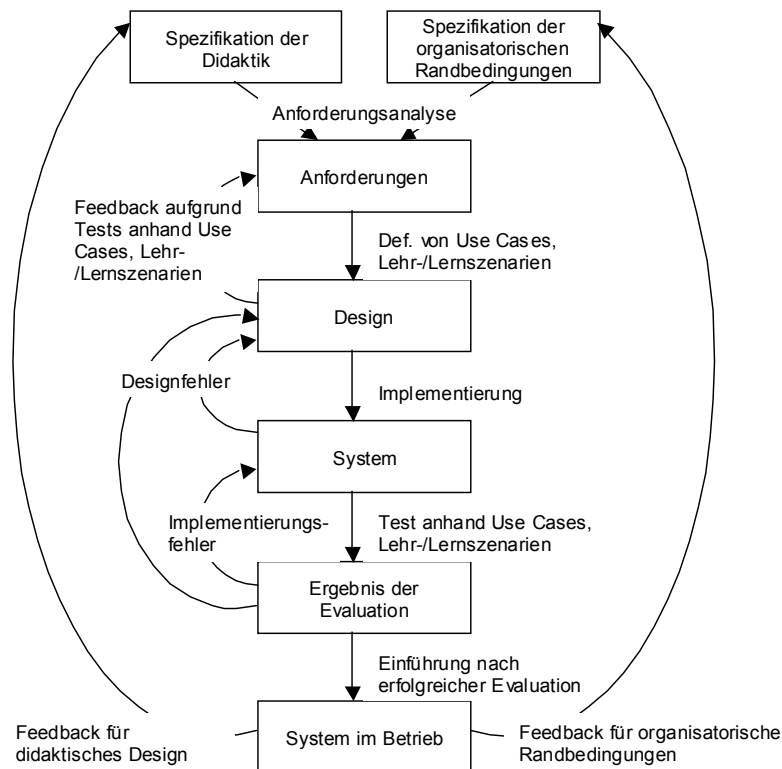 Spezifikation der
Didaktik
Spezifikation der
organisatorischen
Randbedingungen
Anforderungsanalyse
Anforderungen
Feedback aufgrund
Tests anhand Use
Cases, Lehr-
/Lernszenarien
Def. von Use Cases,
Lehr-/Lernszenarien
Design
Designfehler
Implementierung
System
Implementierungs-
fehler
Test anhand Use Cases,
Lehr-/Lernszenarien
Ergebnis der
Evaluation
Einführung nach
erfolgreicher Evaluation
Feedback für
didaktisches Design
System im Betrieb
Feedback für organisatorische
Randbedingungen